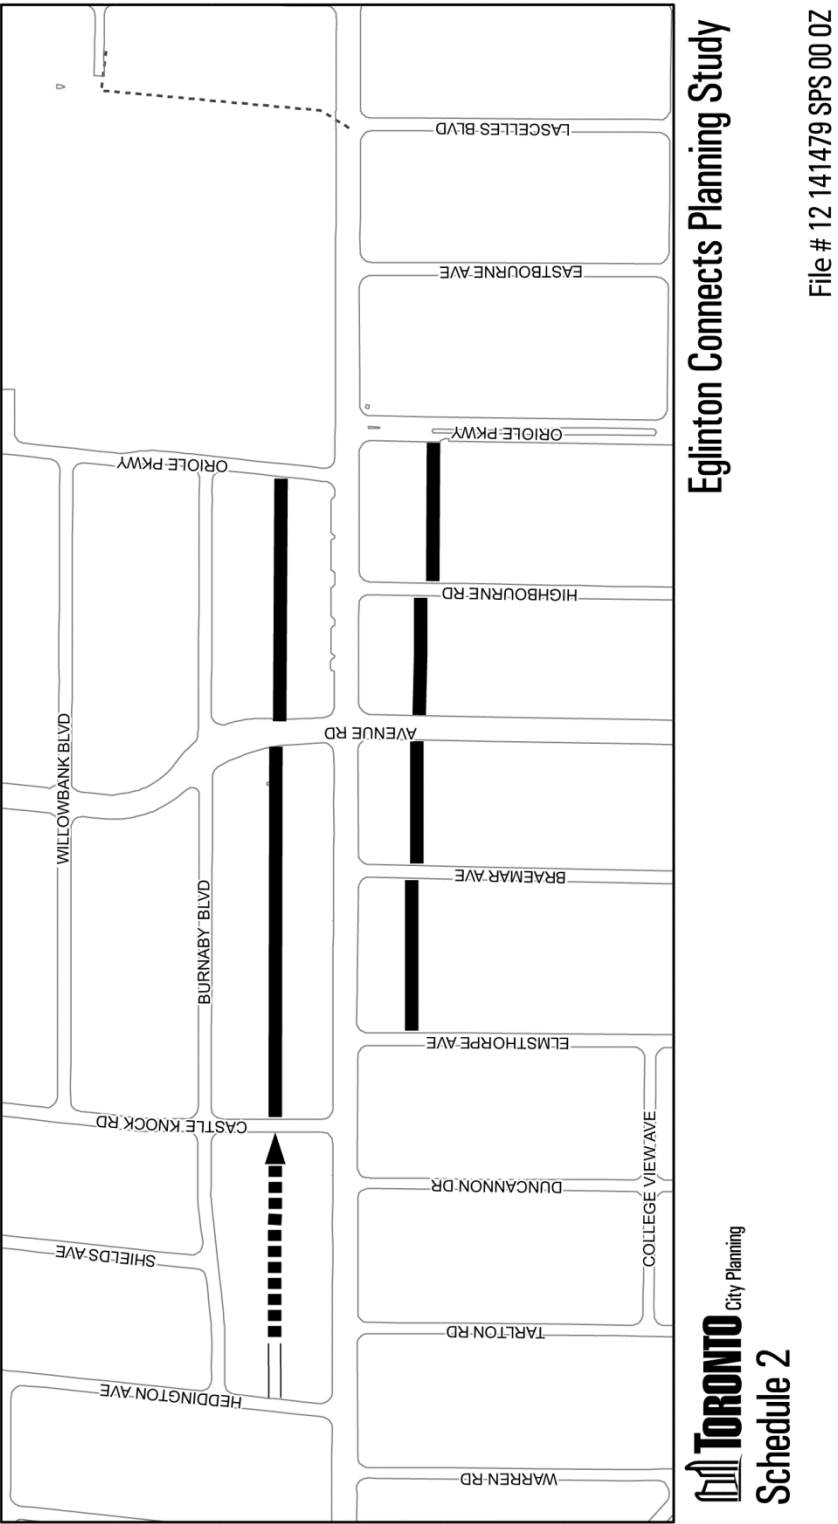 HEDDINGTON AVE
SHIELDS AVE
CASTLE KNOCK RD
BURNABY BLVD
WILLOWBANK BLVD
ORIOLE PKWY
AVENUE RD
WARREN RD
TARLTON RD
DUNCANNON DR
COLLEGE VIEW AVE
ELMSTHORPE AVE
BRAEMAR AVE
HIGHBOURNE RD
ORIOLE PKWY
EASTBOURNE AVE
LASCELLES BLVD
TORONTO City Planning
Schedule 2
Eglinton Connects Planning Study
File # 12 141479 SPS 00 0Z